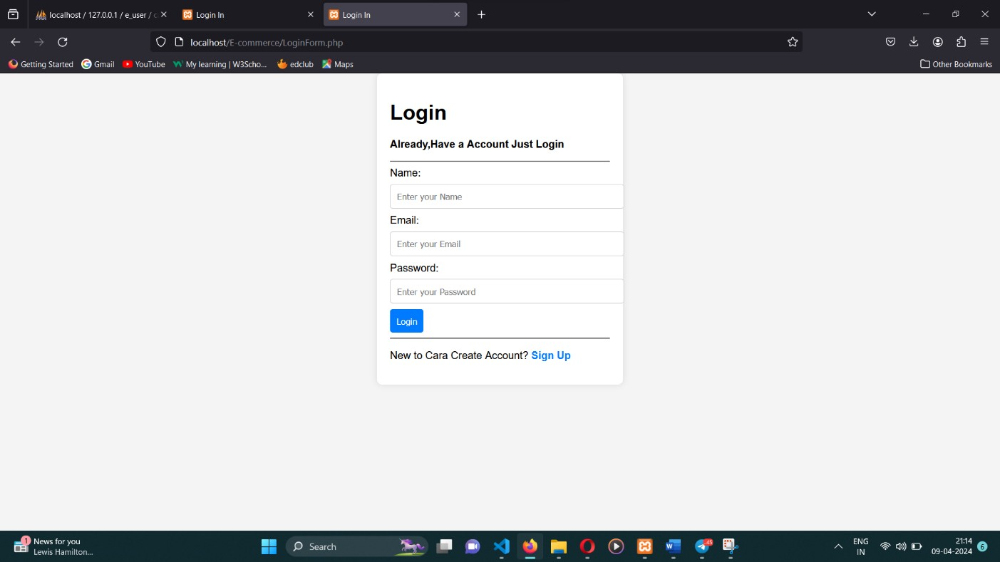 localhost / 127.0.0.1 / e_user / c
Login In
Login In
localhost/E-commerce/LoginForm.php
Getting Started
Gmail
YouTube
My learning | W3Scho...
edclub
Maps
Other Bookmarks
Login
Already,Have a Account Just Login
Name:
Enter your Name
Email:
Enter your Email
Password:
Enter your Password
Login
New to Cara Create Account? Sign Up
1
News for you
Lewis Hamilton...
Search
45
ENG
IN
21:14
09-04-2024
6